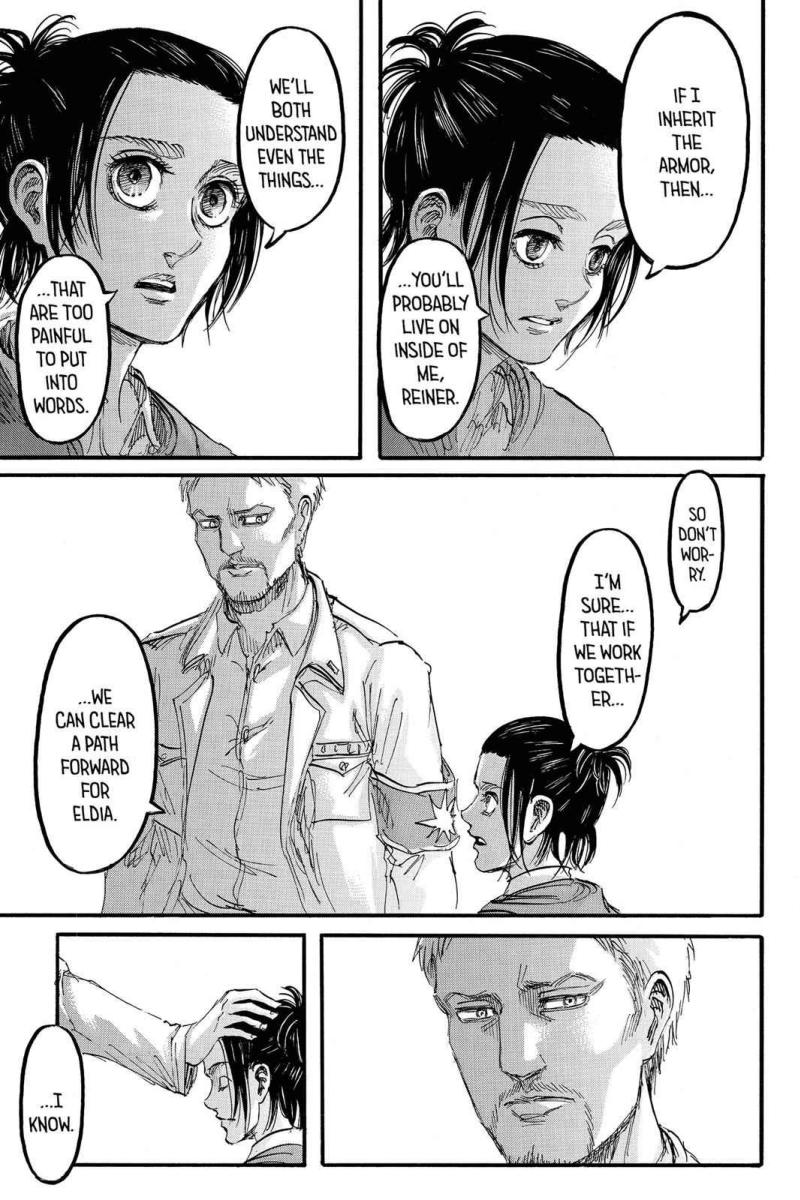 IF I
INHERIT
THE
ARMOR,
THEN...
...YOU'LL
PROBABLY
LIVE ON
INSIDE OF
ME,
REINER.
WE'LL
BOTH
UNDERSTAND
EVEN THE
THINGS...
...THAT
ARE TOO
PAINFUL
TO PUT
INTO
WORDS.
SO
DON'T
WOR-
RY.
I'M
SURE...
THAT IF
WE WORK
TOGETH-
ER...
...WE
CAN CLEAR
A PATH
FORWARD
FOR
ELDIA.
...I
KNOW.